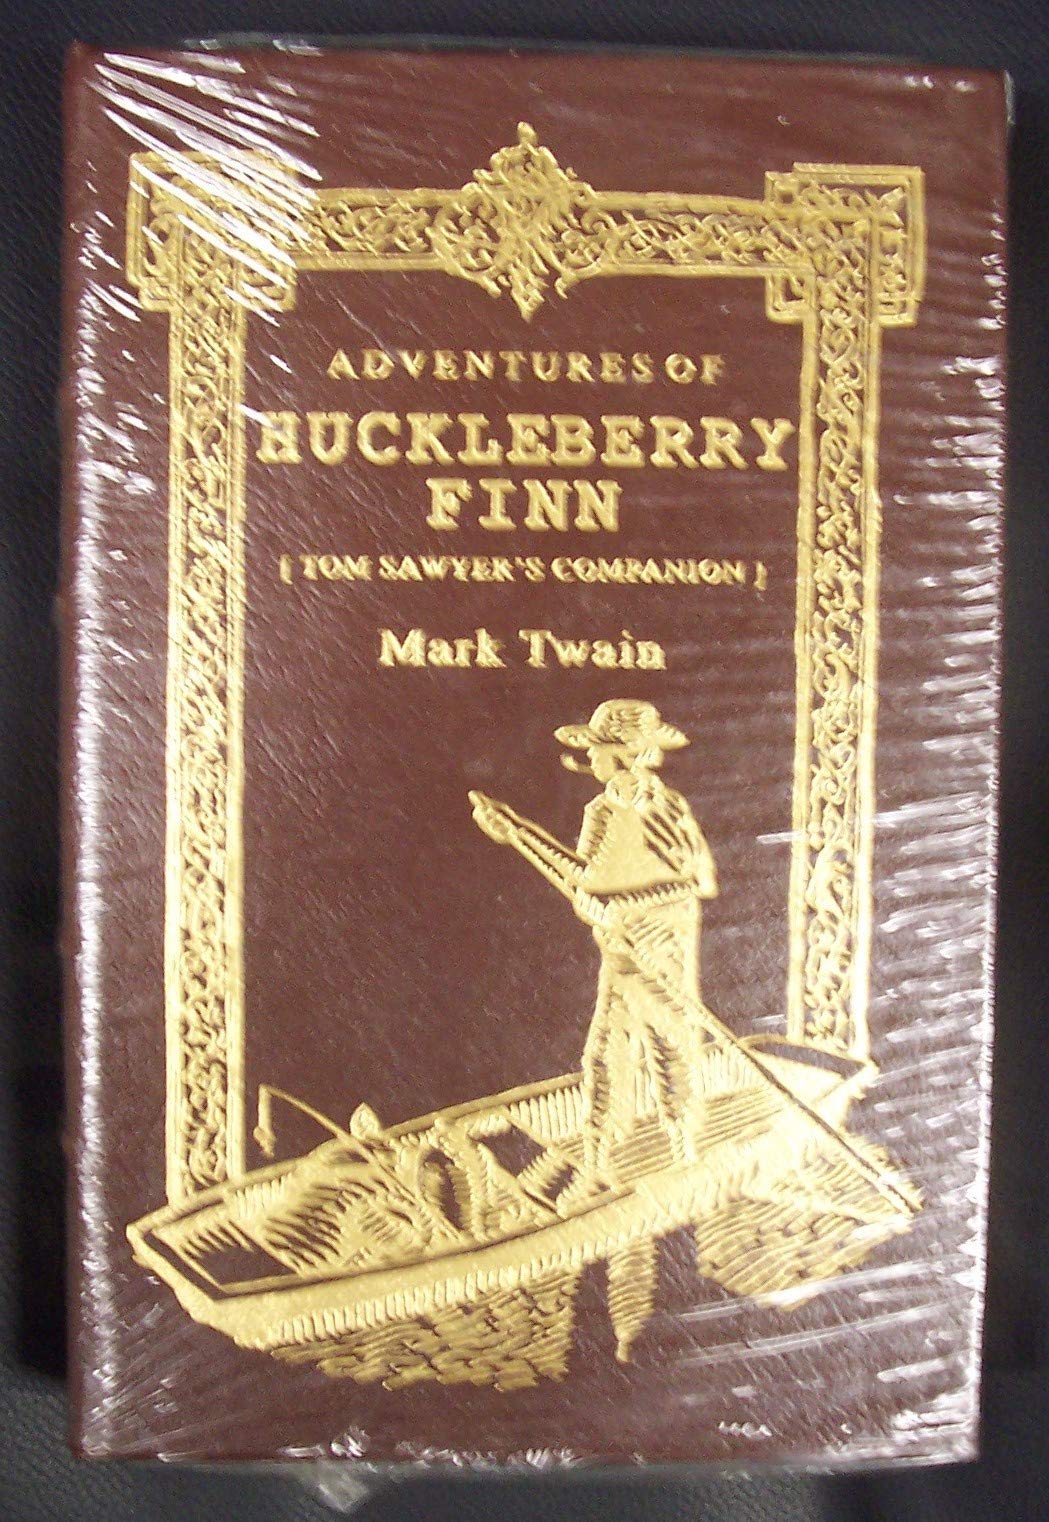 ADVENTURES OF
HUCKLEBERRY
FINN
[ TOM SAWYER'S COMPANION ]
Mark Twain